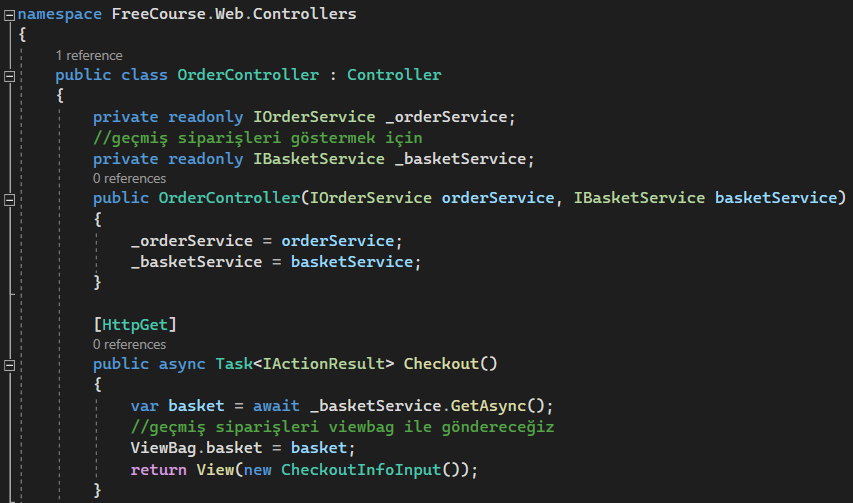 namespace FreeCourse.Web.Controllers
{
1 reference
public class OrderController : Controller
{
private readonly IOrderService _orderService;
//geçmiş siparişleri göstermek için
private readonly IBasketService _basketService;
0 references
public OrderController(IOrderService orderService, IBasketService basketService)
{
_orderService = orderService;
_basketService = basketService;
}
[HttpGet]
0 references
public async Task<IActionResult> Checkout()
{
var basket = await _basketService.GetAsync();
//geçmiş siparişleri viewbag ile göndereceğiz
ViewBag.basket = basket;
return View(new CheckoutInfoInput());
}